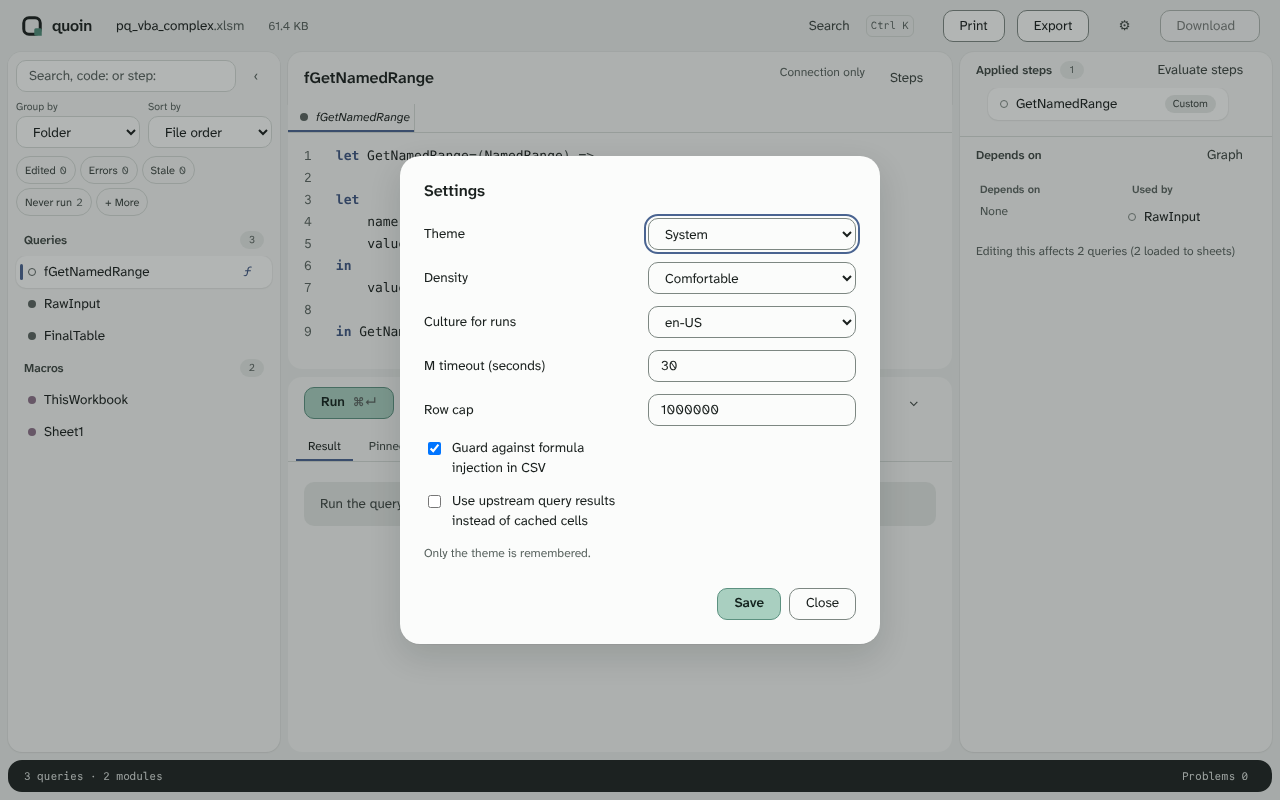 quoin
pq_vba_complex.xlsm
61.4 KB
Search
Ctrl K
Print
Export
⚙
Download
Search, code: or step:
‹
Group by
Sort by
Folder
File order
Edited 0
Errors 0
Stale 0
Never run 2
+ More
Queries
3
fGetNamedRange
ƒ
RawInput
FinalTable
Macros
2
ThisWorkbook
Sheet1
fGetNamedRange
Connection only
Steps
fGetNamedRange
1 let GetNamedRange=(NamedRange) =>
2
3 let
4 name
5 value
6 in
7 value
8
9 in GetNam
Run ⌘↵
Result
Pinned
Run the query
Settings
Theme
System
Density
Comfortable
Culture for runs
en-US
M timeout (seconds)
30
Row cap
1000000
Guard against formula
injection in CSV
Use upstream query results
instead of cached cells
Only the theme is remembered.
Save
Close
Applied steps
1
Evaluate steps
GetNamedRange
Custom
Depends on
Graph
Depends on
Used by
None
RawInput
Editing this affects 2 queries (2 loaded to sheets)
3 queries · 2 modules
Problems 0